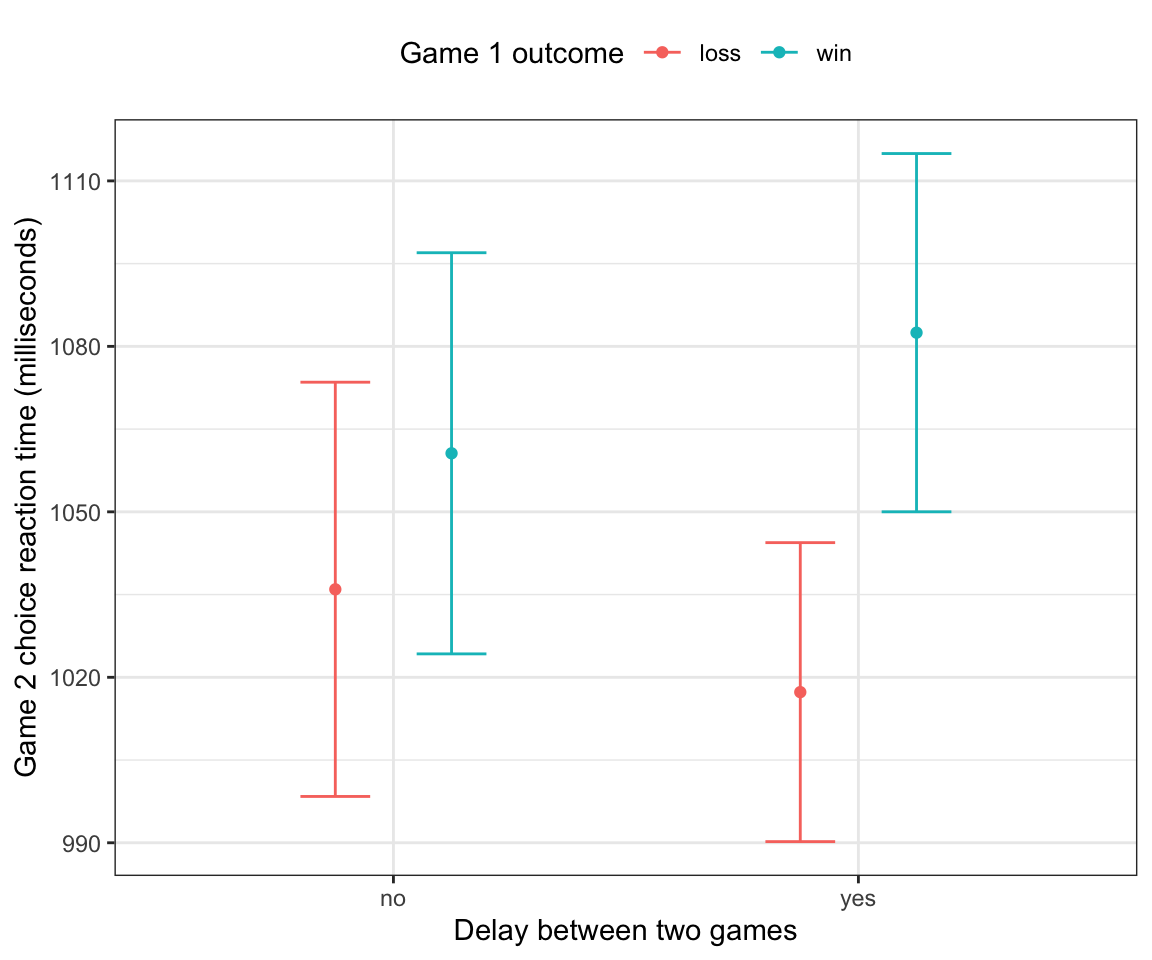 Game 1 outcome loss win
Game 2 choice reaction time (milliseconds)
1110
1080
1050
1020
990
no yes
Delay between two games